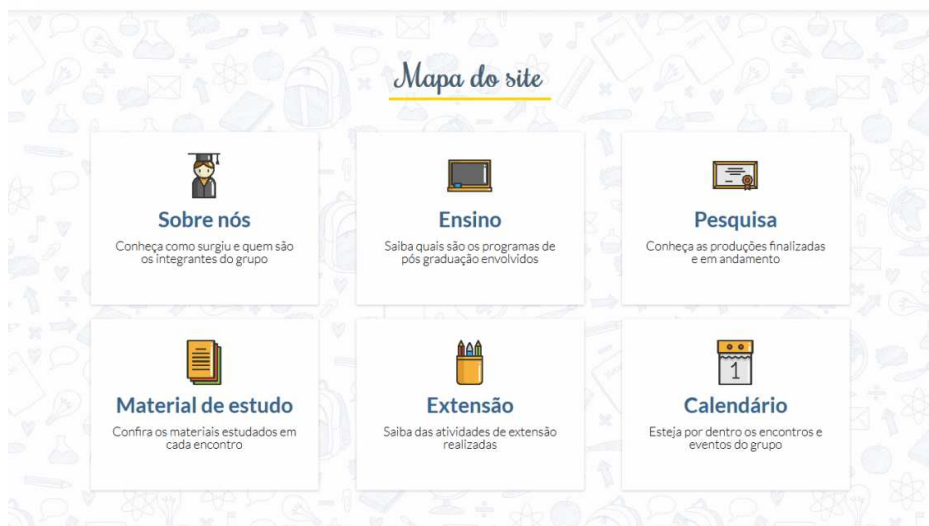 Mapa do site
Sobre nós
Conheça como surgiu e quem são
os integrantes do grupo
Ensino
Saiba quais são os programas de
pós graduação envolvidos
Pesquisa
Conheça as produções finalizadas
e em andamento
Material de estudo
Confira os materiais estudados em
cada encontro
Extensão
Saiba das atividades de extensão
realizadas
1
Calendário
Esteja por dentro os encontros e
eventos do grupo